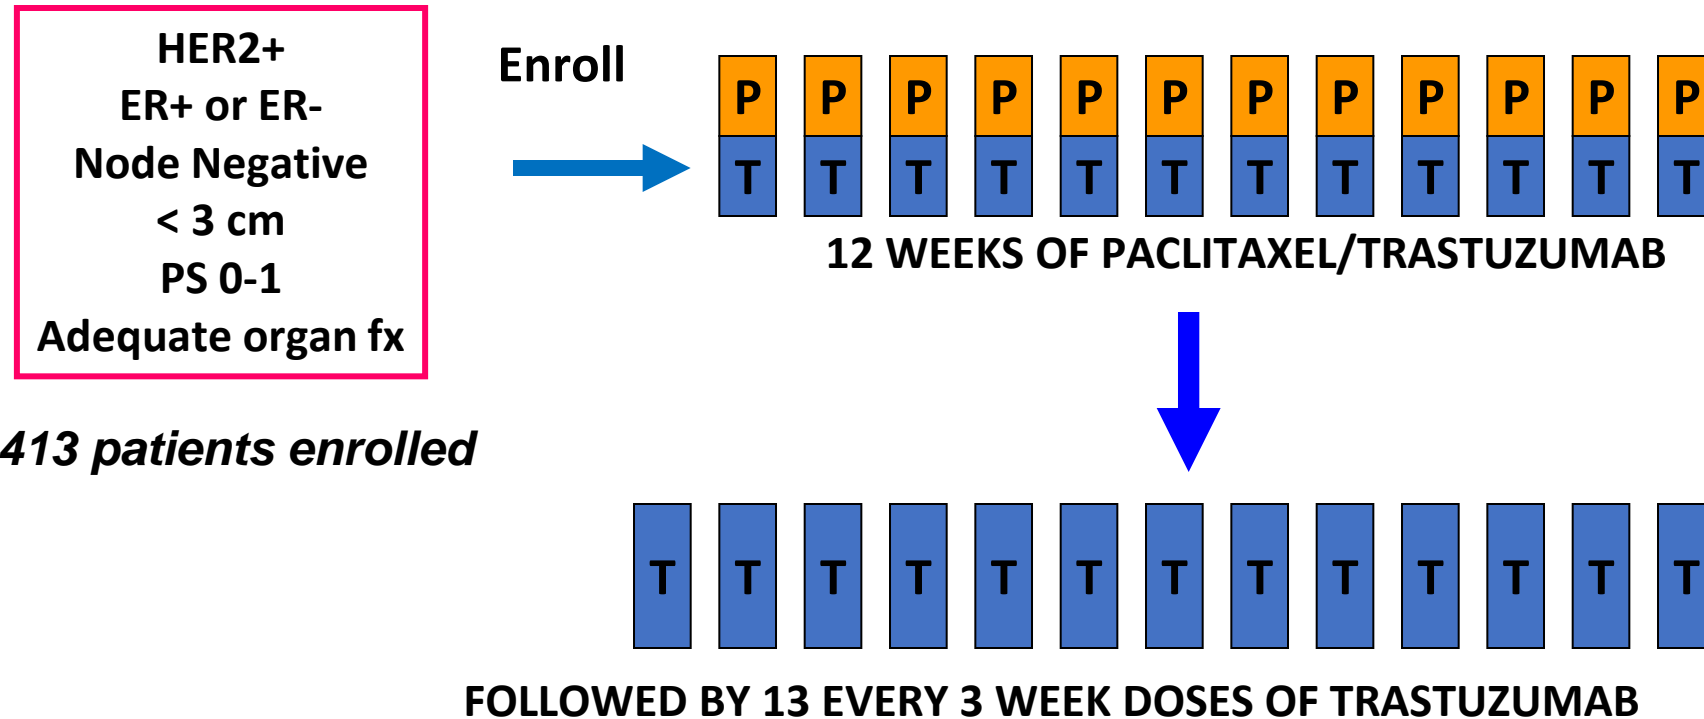 HER2+
ER+ or ER-
Node Negative
< 3 cm
PS 0-1
Adequate organ fx
Enroll
P P P P P P P P P P P P
T T T T T T T T T T T T
12 WEEKS OF PACLITAXEL/TRASTUZUMAB
413 patients enrolled
T T T T T T T T T T T T T
FOLLOWED BY 13 EVERY 3 WEEK DOSES OF TRASTUZUMAB